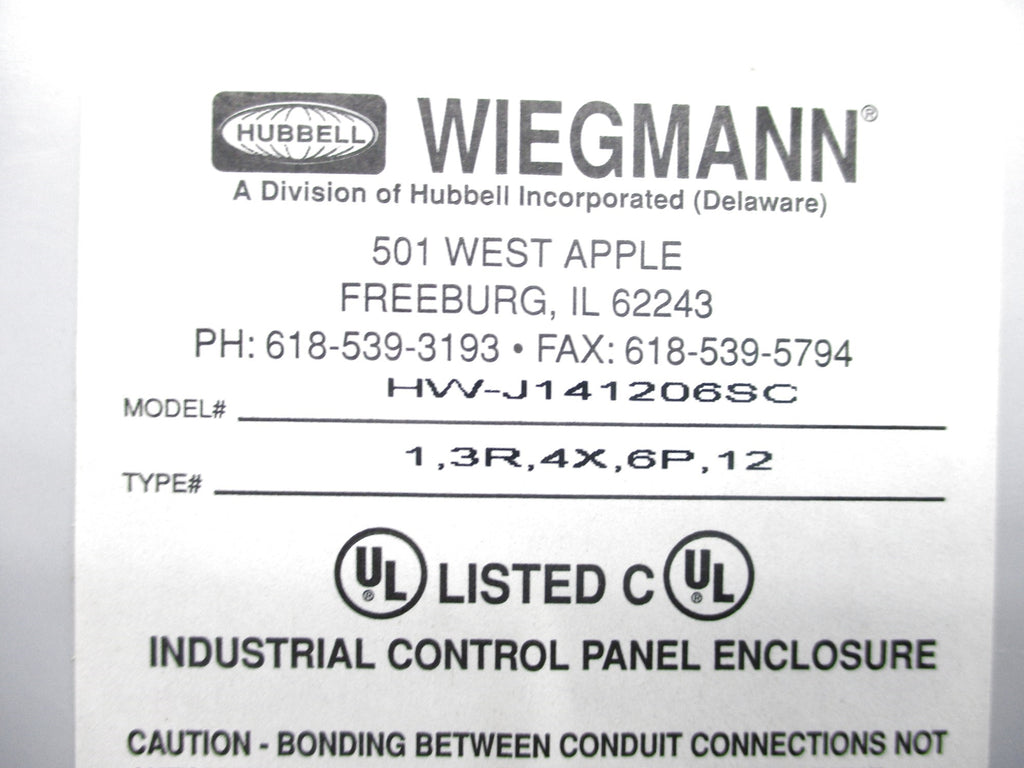 HUBBELL WIEGMANN®
A Division of Hubbell Incorporated (Delaware)
501 WEST APPLE
FREEBURG, IL 62243
PH: 618-539-3193 • FAX: 618-539-5794
MODEL# HW-J141206SC
TYPE# 1,3R,4X,6P,12
UL® LISTED C UL®
INDUSTRIAL CONTROL PANEL ENCLOSURE
CAUTION - BONDING BETWEEN CONDUIT CONNECTIONS NOT